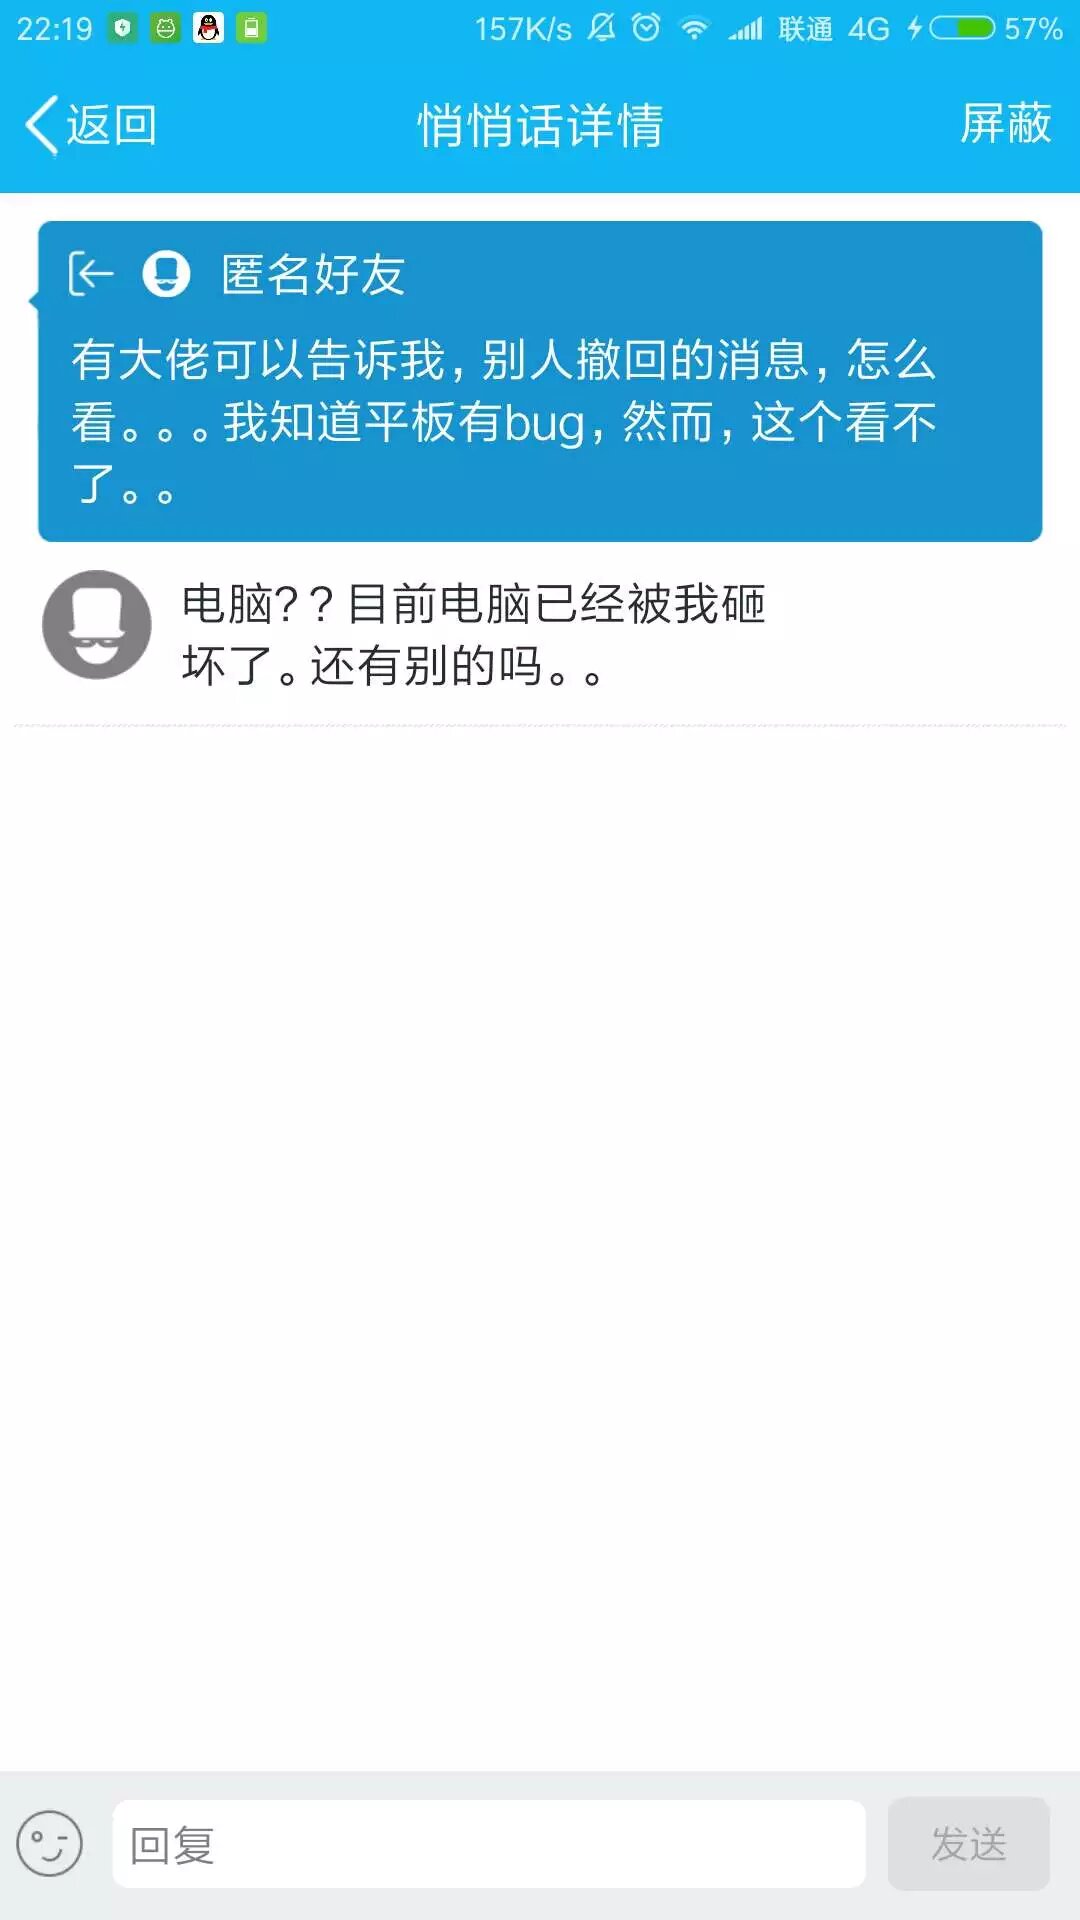 22:19 157K/s 联通 4G 57%
返回 悄悄话详情 屏蔽
匿名好友
有大佬可以告诉我，别人撤回的消息，怎么
看。。。我知道平板有bug，然而，这个看不
了。。
电脑？？目前电脑已经被我砸
坏了。还有别的吗。。
回复 发送